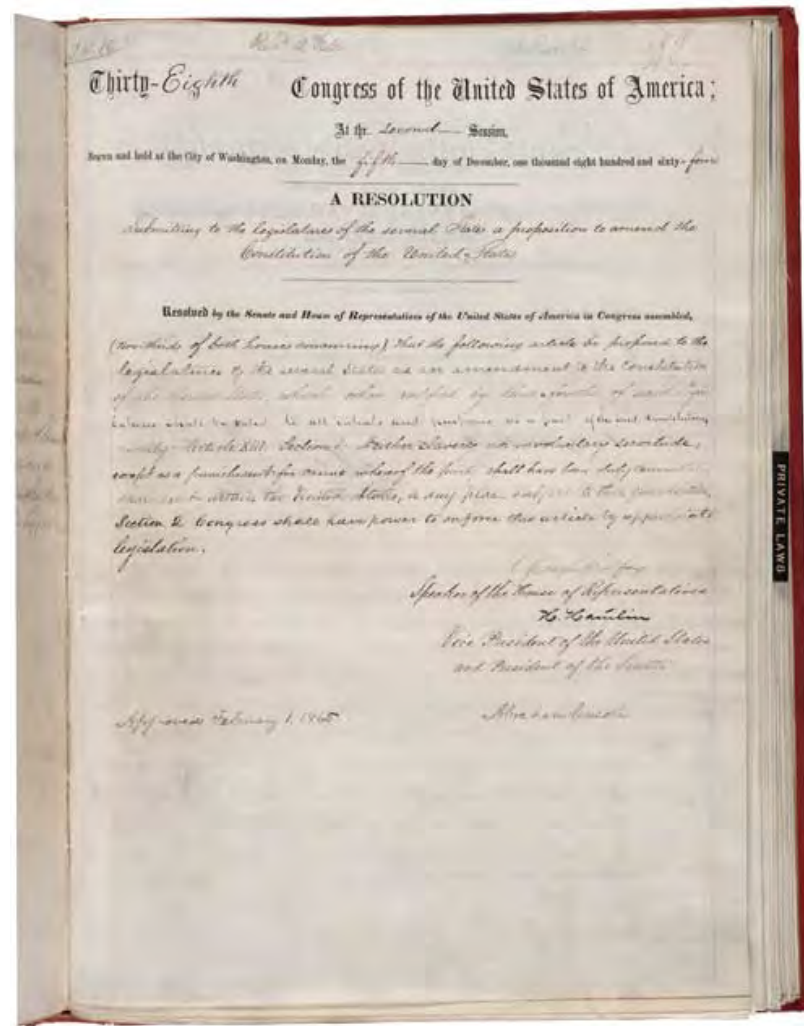 Thirty-Eighth Congress of the United States of America;
At the second Session,
Begun and held at the City of Washington, on Monday, the fifth day of December, one thousand eight hundred and sixty-four
A RESOLUTION
Submitting to the legislatures of the several States a proposition to amend the
Constitution of the United States
Resolved by the Senate and House of Representatives of the United States of America in Congress assembled,
(two-thirds of both houses concurring) that the following article be proposed to the
legislatures of the several States as an amendment to the Constitution
of the United States, which when ratified by three-fourths of said
shall be valid to all intents and purposes as a part of the said Constitution,
Article XIII. Section 1. Neither slavery nor involuntary servitude,
except as a punishment for crime whereof the party shall have been duly
within the United States, or any place subject to their jurisdiction,
Section 2. Congress shall have power to enforce this article by appropriate
legislation.
Speaker of the House of Representatives
H. Hamlin
Vice President of the United States
and President of the Senate
Approved February 1. 1865
Abraham Lincoln
PRIVATE LAWS